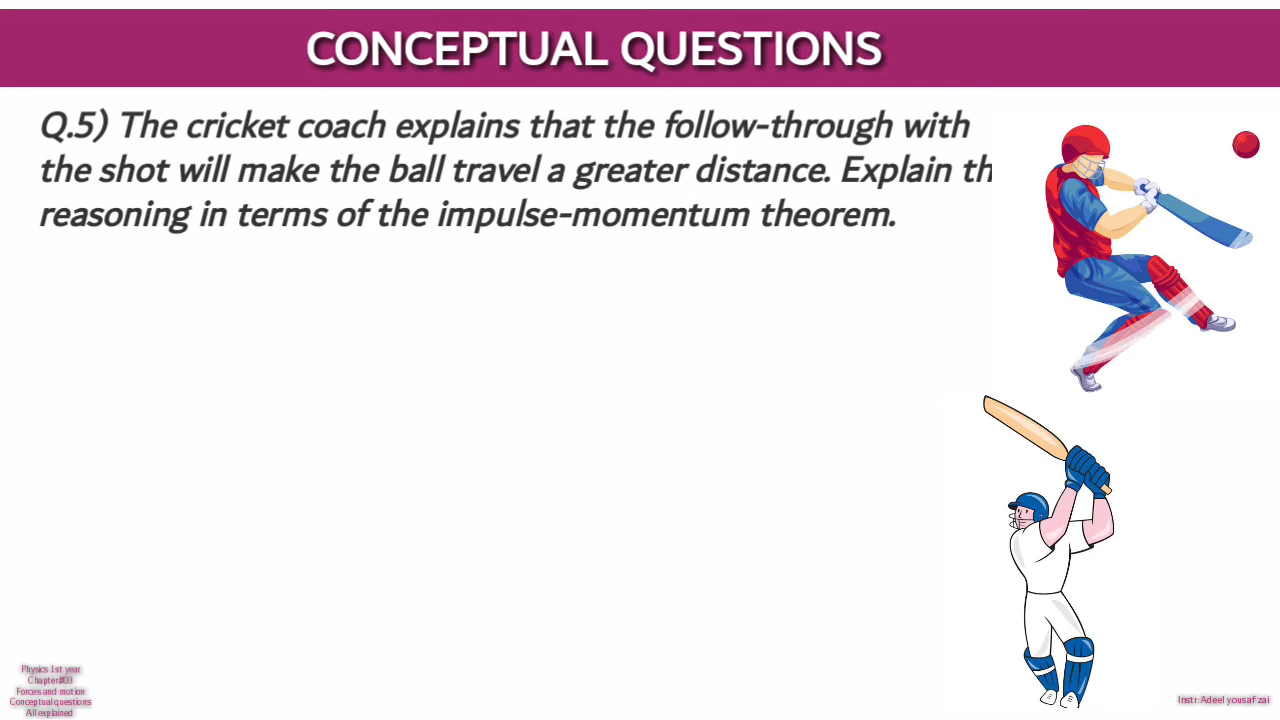 CONCEPTUAL QUESTIONS
Q.5) The cricket coach explains that the follow-through with
the shot will make the ball travel a greater distance. Explain th
reasoning in terms of the impulse-momentum theorem.
Physics 1st year
Chapter#03
Forces and motion
Conceptual questions
All explained
Instr:Adeel yousafzai